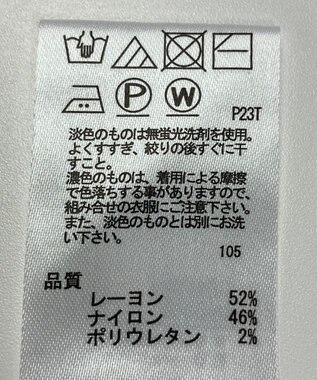 P W
P23T
淡色のものは無蛍光洗剤を使用。
よくすすぎ、絞りの後すぐに干
すこと。
濃色のものは、着用による摩擦
で色落ちする事がありますので、
組み合せの衣服にご注意下さい。
また、淡色のものとは別にお洗
い下さい。
105
品質
レーヨン 52%
ナイロン 46%
ポリウレタン 2%